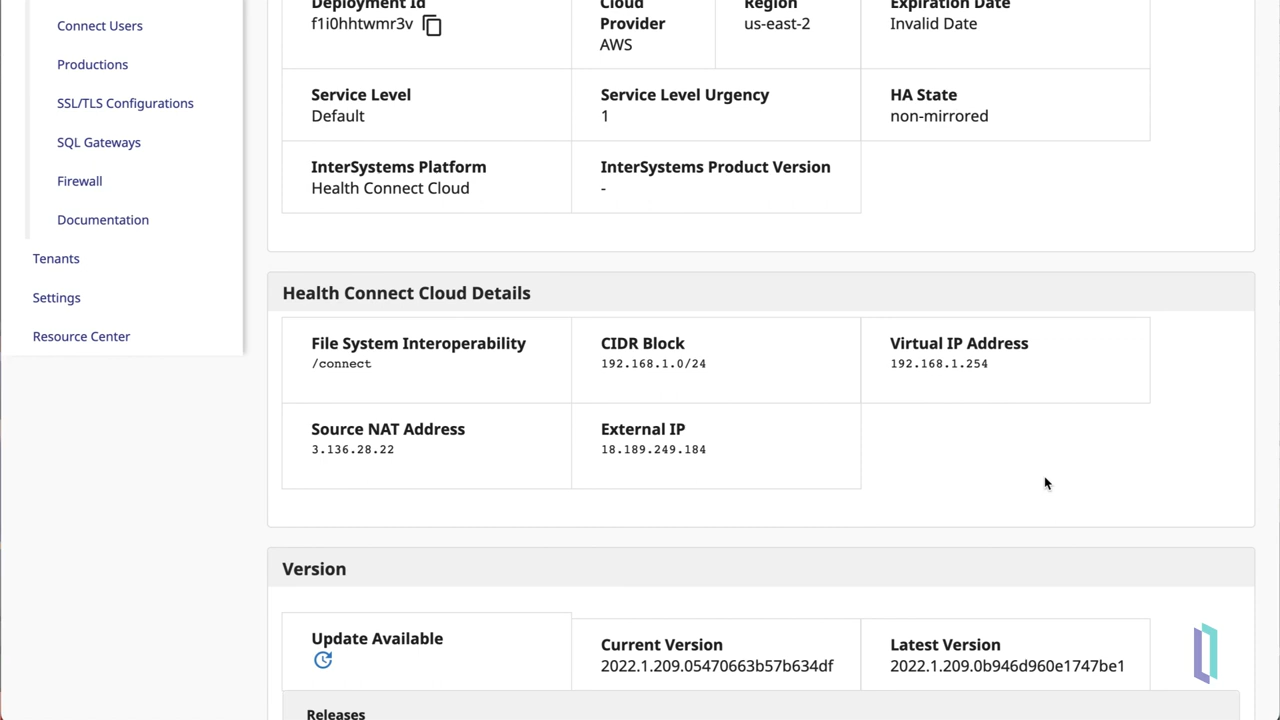 Connect Users
Productions
SSL/TLS Configurations
SQL Gateways
Firewall
Documentation
Tenants
Settings
Resource Center
Deployment Id
f1i0hhtwmr3v
Cloud
Provider
AWS
Region
us-east-2
Expiration Date
Invalid Date
Service Level
Default
Service Level Urgency
1
HA State
non-mirrored
InterSystems Platform
Health Connect Cloud
InterSystems Product Version
-
Health Connect Cloud Details
File System Interoperability
/connect
CIDR Block
192.168.1.0/24
Virtual IP Address
192.168.1.254
Source NAT Address
3.136.28.22
External IP
18.189.249.184
Version
Update Available
Current Version
2022.1.209.05470663b57b634df
Latest Version
2022.1.209.0b946d960e1747be1
Releases